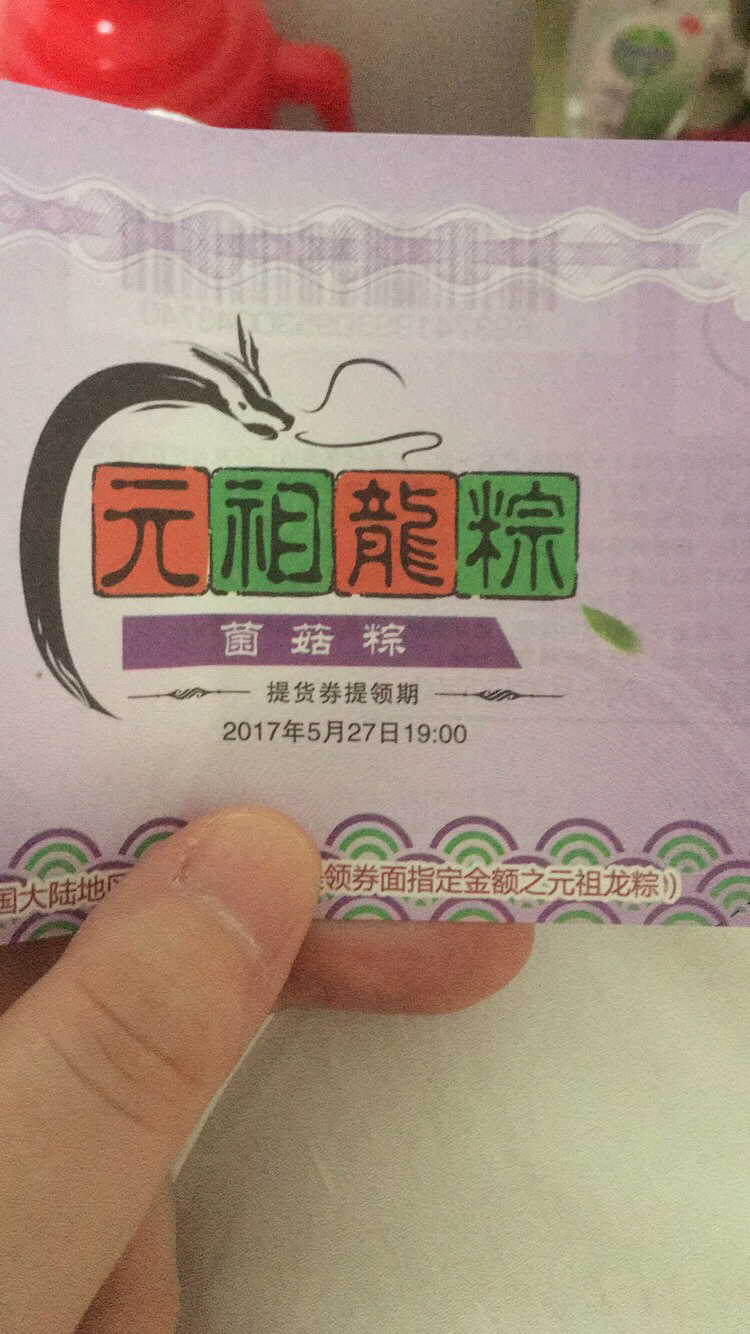 元祖龍粽
菌菇粽
提货券提领期
2017年5月27日19:00
国大陆地 领券面指定金额之元祖龙粽)